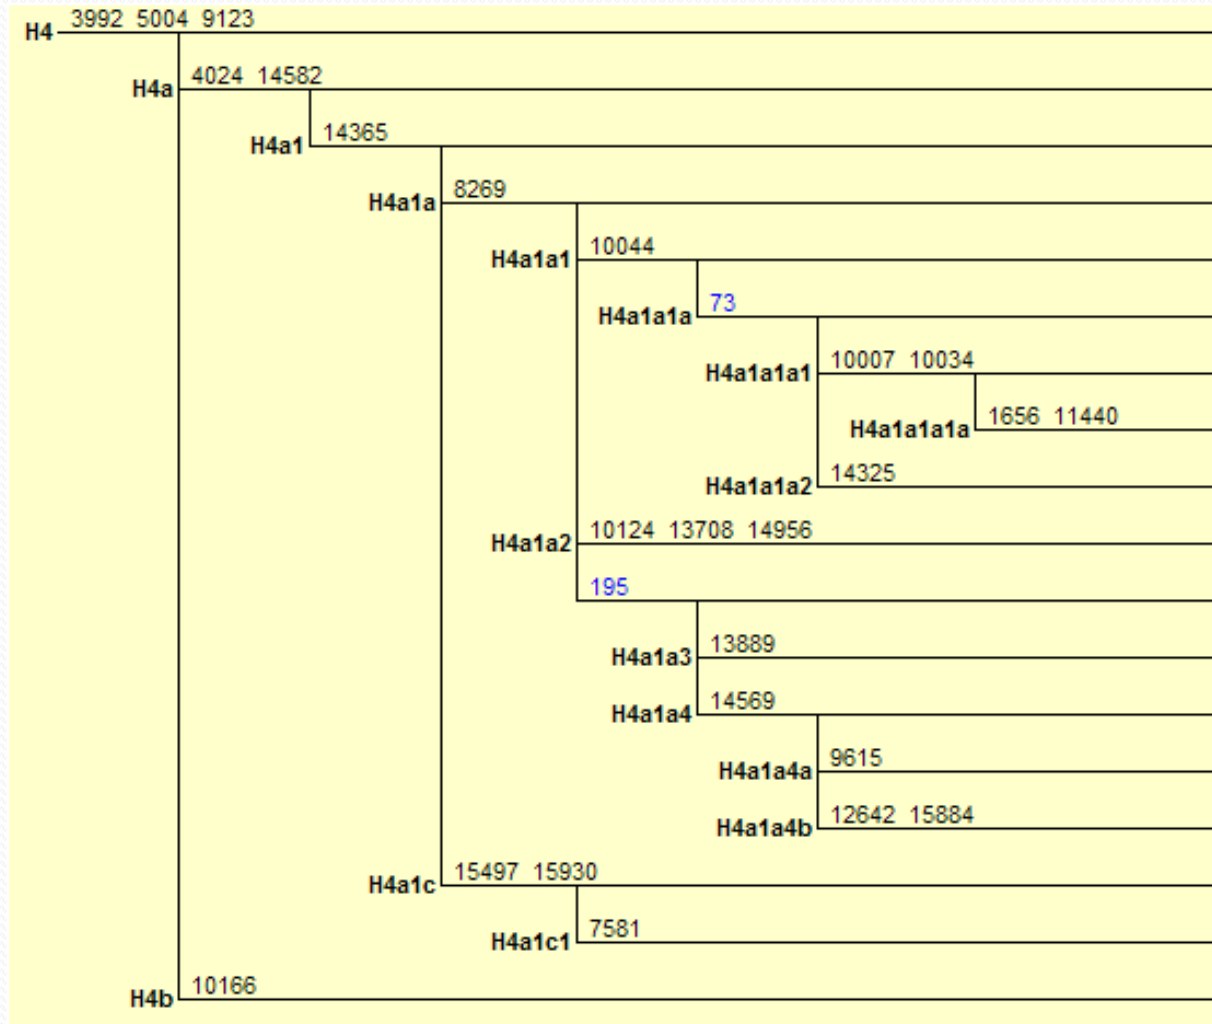 H4 3992 5004 9123
H4a 4024 14582
H4a1 14365
H4a1a 8269
H4a1a1 10044
H4a1a1a 73
H4a1a1a1 10007 10034
H4a1a1a1a 1656 11440
H4a1a1a2 14325
H4a1a2 10124 13708 14956
195
H4a1a3 13889
H4a1a4 14569
H4a1a4a 9615
H4a1a4b 12642 15884
H4a1c 15497 15930
H4a1c1 7581
H4b 10166